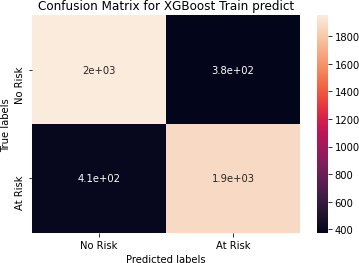 Confusion Matrix for XGBoost Train predict
No Risk
At Risk
True labels
2e+03
3.8e+02
4.1e+02
1.9e+03
No Risk
At Risk
Predicted labels
1800
1600
1400
1200
1000
800
600
400